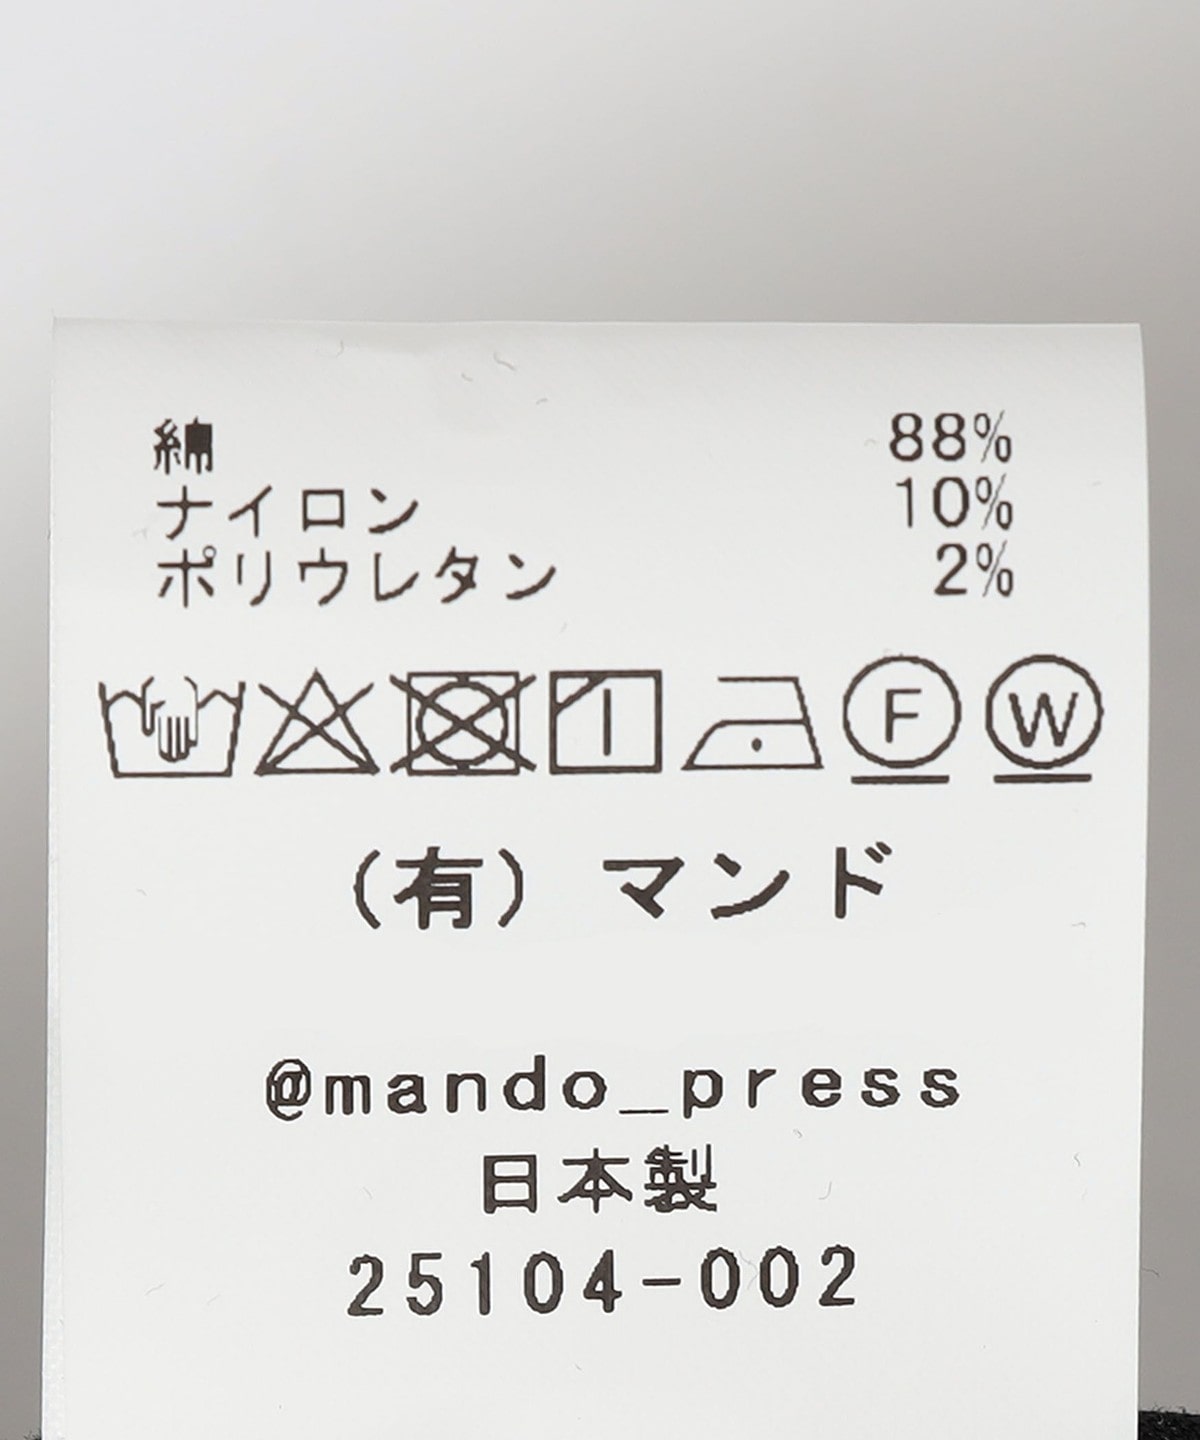 綿 88%
ナイロン 10%
ポリウレタン 2%
F W
(有) マンド
@mando_press
日本製
25104-002